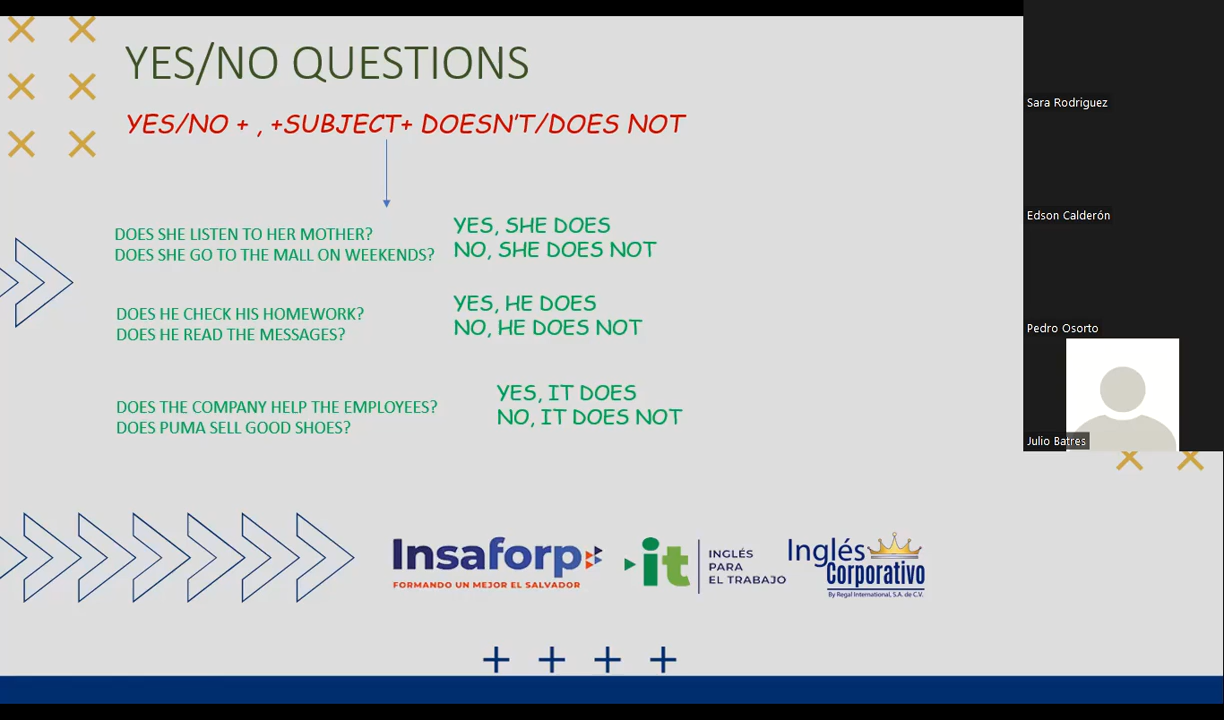 YES/NO QUESTIONS
YES/NO + , +SUBJECT+ DOESN'T/DOES NOT
DOES SHE LISTEN TO HER MOTHER?
DOES SHE GO TO THE MALL ON WEEKENDS?
YES, SHE DOES
NO, SHE DOES NOT
DOES HE CHECK HIS HOMEWORK?
DOES HE READ THE MESSAGES?
YES, HE DOES
NO, HE DOES NOT
DOES THE COMPANY HELP THE EMPLOYEES?
DOES PUMA SELL GOOD SHOES?
YES, IT DOES
NO, IT DOES NOT
Insaforp
FORMANDO UN MEJOR EL SALVADOR
it
INGLÉS
PARA
EL TRABAJO
Inglés
Corporativo
By Regal International, S.A. de C.V.
Sara Rodriguez
Edson Calderón
Pedro Osorto
Julio Batres